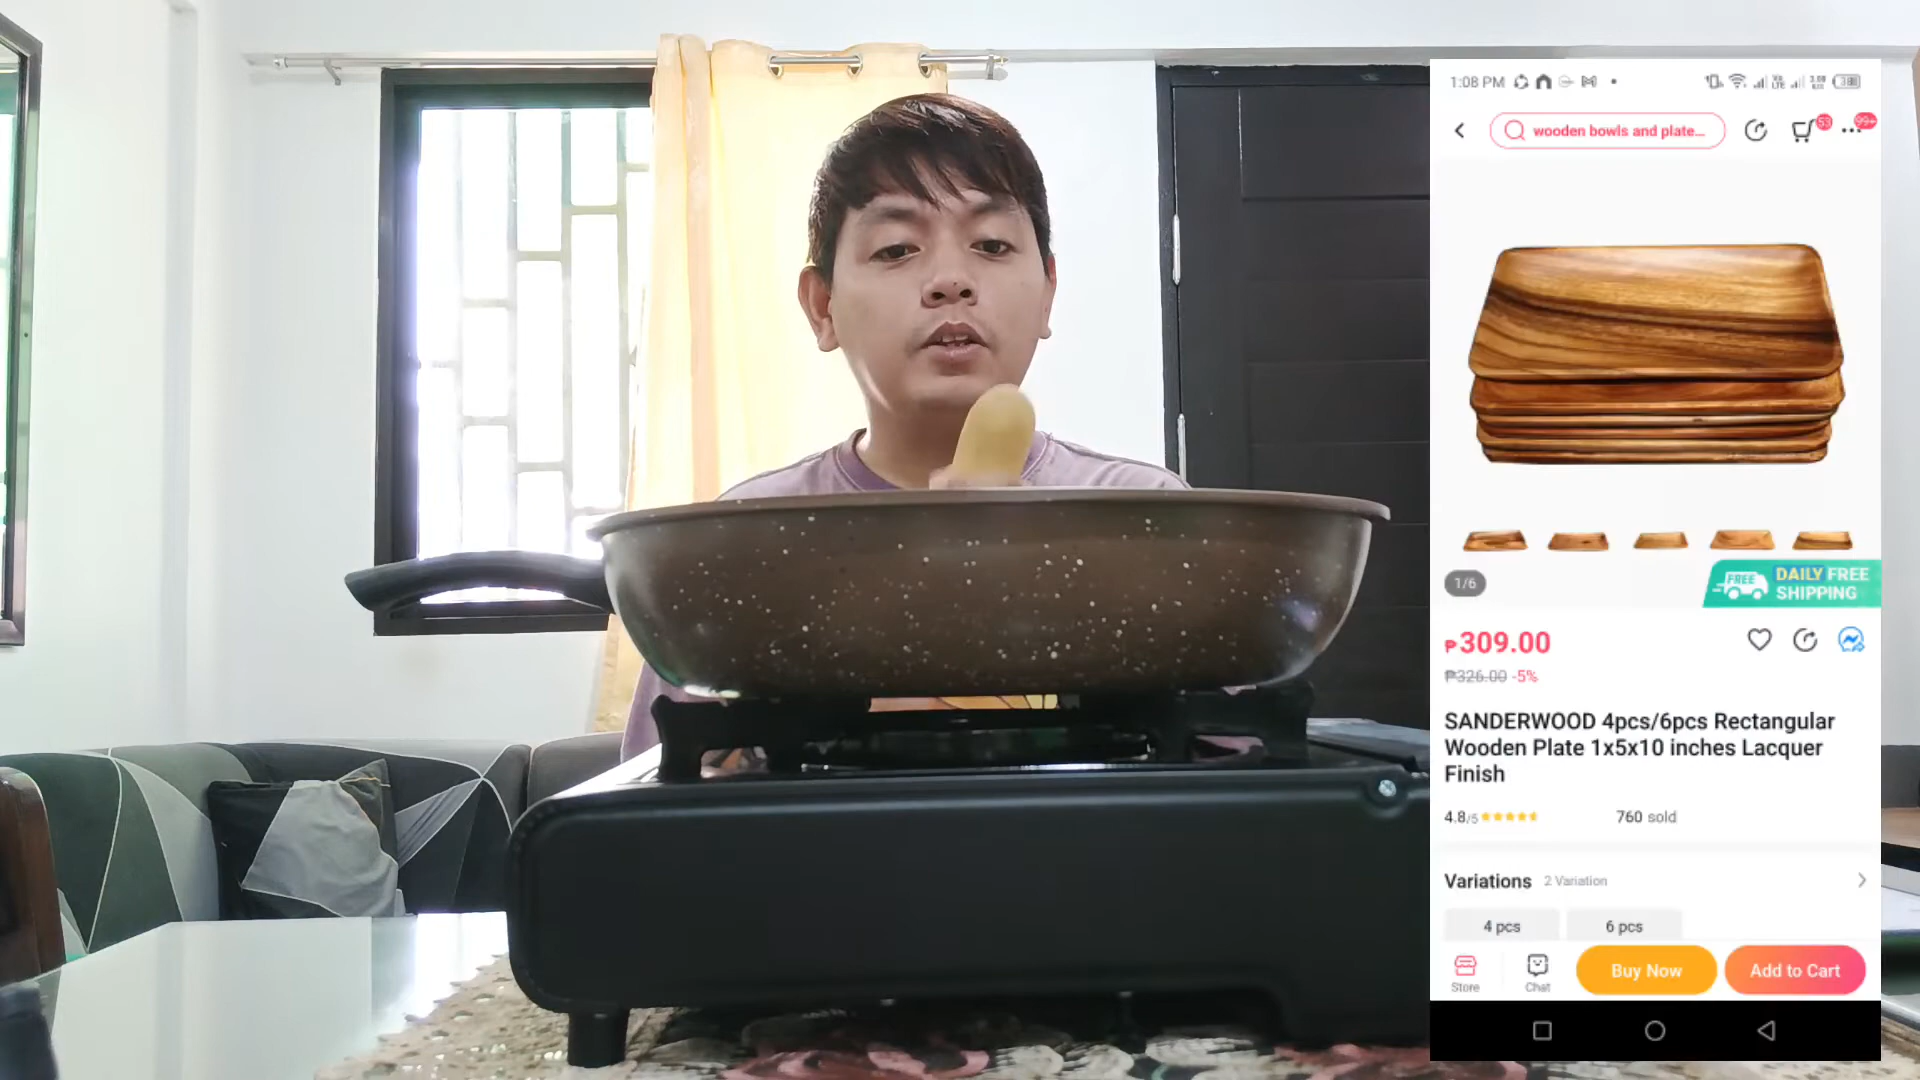 1:08 PM
wooden bowls and plate...
53
99+
1/6
FREE
DAILY FREE
SHIPPING
₱309.00
₱326.00 -5%
SANDERWOOD 4pcs/6pcs Rectangular
Wooden Plate 1x5x10 inches Lacquer
Finish
4.8/5
760 sold
Variations
2 Variation
4 pcs
6 pcs
Store
Chat
Buy Now
Add to Cart